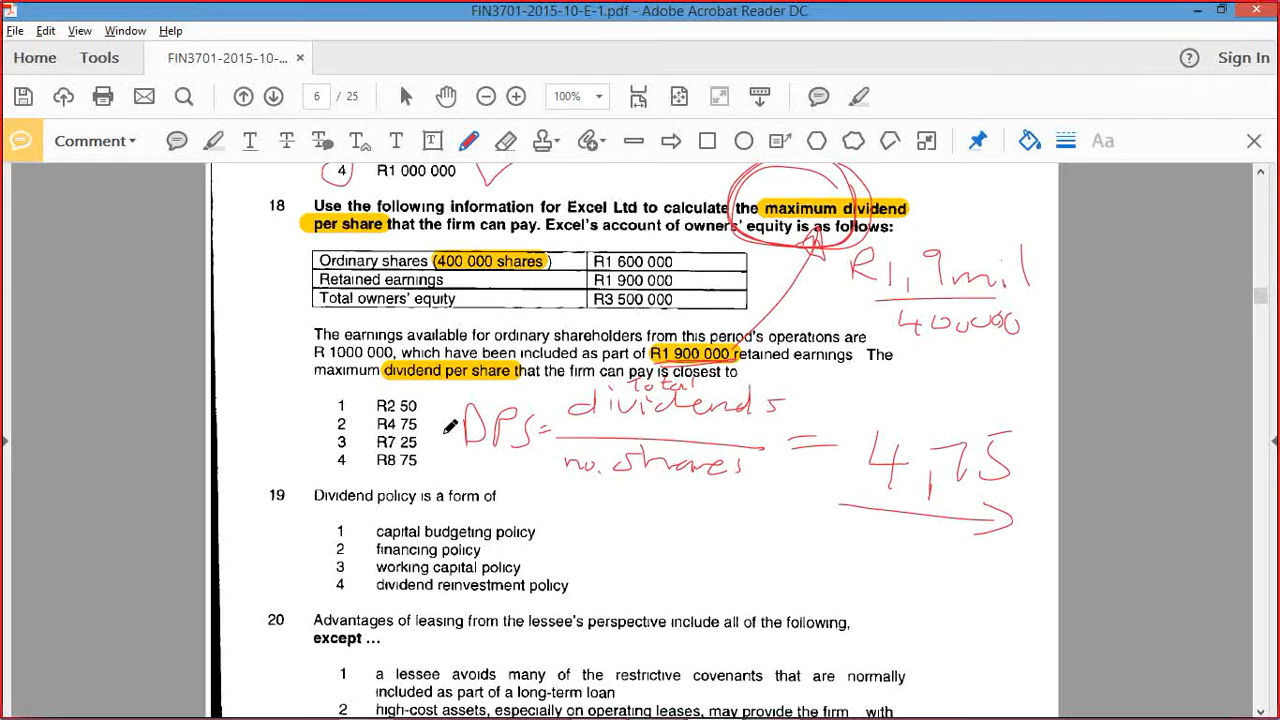 FIN3701-2015-10-E-1.pdf - Adobe Acrobat Reader DC
File Edit View Window Help
Home Tools FIN3701-2015-10-... × Sign In
6 / 25 100%
Comment Aa
4 R1 000 000
18 Use the following information for Excel Ltd to calculate the maximum dividend
per share that the firm can pay. Excel's account of owners' equity is as follows:
Ordinary shares (400 000 shares) R1 600 000
Retained earnings R1 900 000
Total owners' equity R3 500 000
R1,9mil
400000
The earnings available for ordinary shareholders from this period's operations are
R 1000 000, which have been included as part of R1 900 000 retained earnings The
maximum dividend per share that the firm can pay is closest to
1 R2 50
2 R4 75
3 R7 25
4 R8 75
Total
DPS = dividends
no. shares
= 4,75
19 Dividend policy is a form of
1 capital budgeting policy
2 financing policy
3 working capital policy
4 dividend reinvestment policy
20 Advantages of leasing from the lessee's perspective include all of the following,
except ...
1 a lessee avoids many of the restrictive covenants that are normally
included as part of a long-term loan
2 high-cost assets, especially on operating leases, may provide the firm with